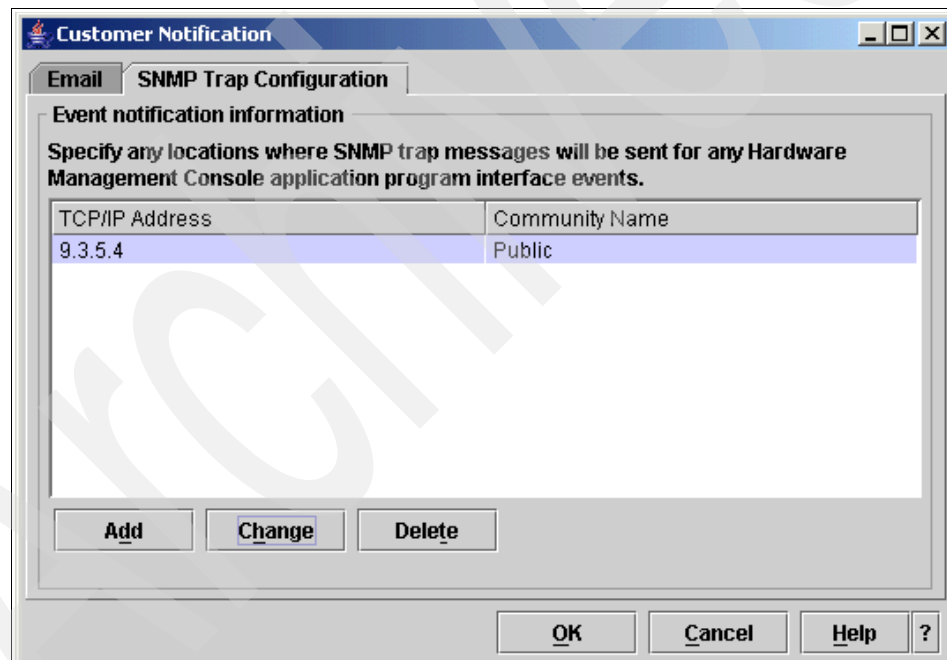 Customer Notification
Email SNMP Trap Configuration
Event notification information
Specify any locations where SNMP trap messages will be sent for any Hardware
Management Console application program interface events.
TCP/IP Address Community Name
9.3.5.4 Public
Add Change Delete
OK Cancel Help ?